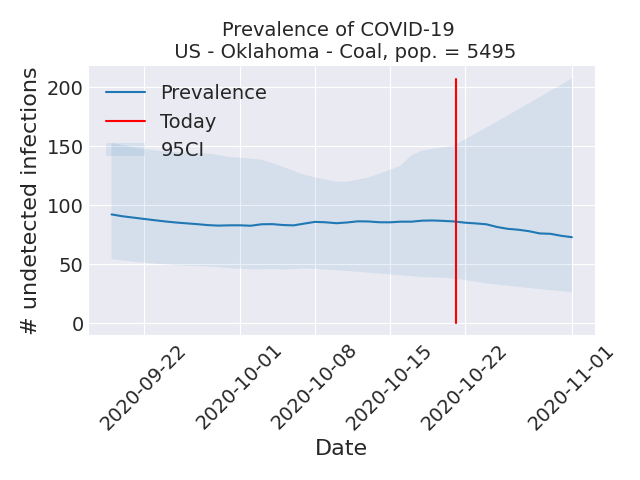 Prevalence of COVID-19
US - Oklahoma - Coal, pop. = 5495
# undetected infections
200
150
100
50
0
Prevalence
Today
95CI
2020-09-22
2020-10-01
2020-10-08
2020-10-15
2020-10-22
2020-11-01
Date